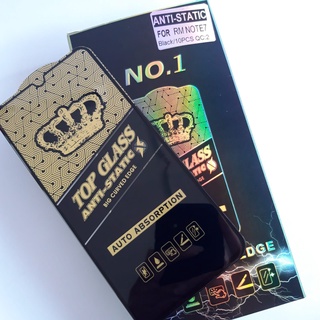 ANTI-STATIC
FOR RM NOTE7
Black/10PCS QC:2
NO.1
TOP GLASS
ANTI-STATIC
BIG CURVED EDGE
AUTO ABSORPTION
EDGE